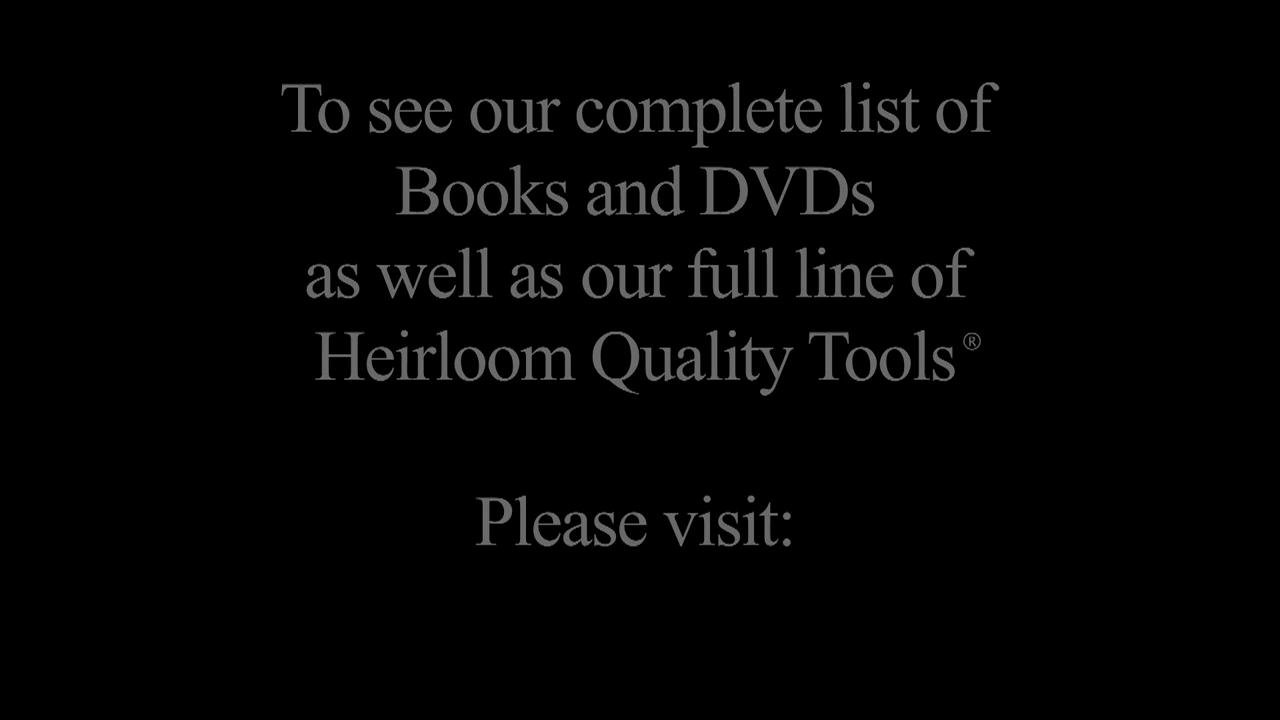 To see our complete list of
Books and DVDs
as well as our full line of
Heirloom Quality Tools®
Please visit: